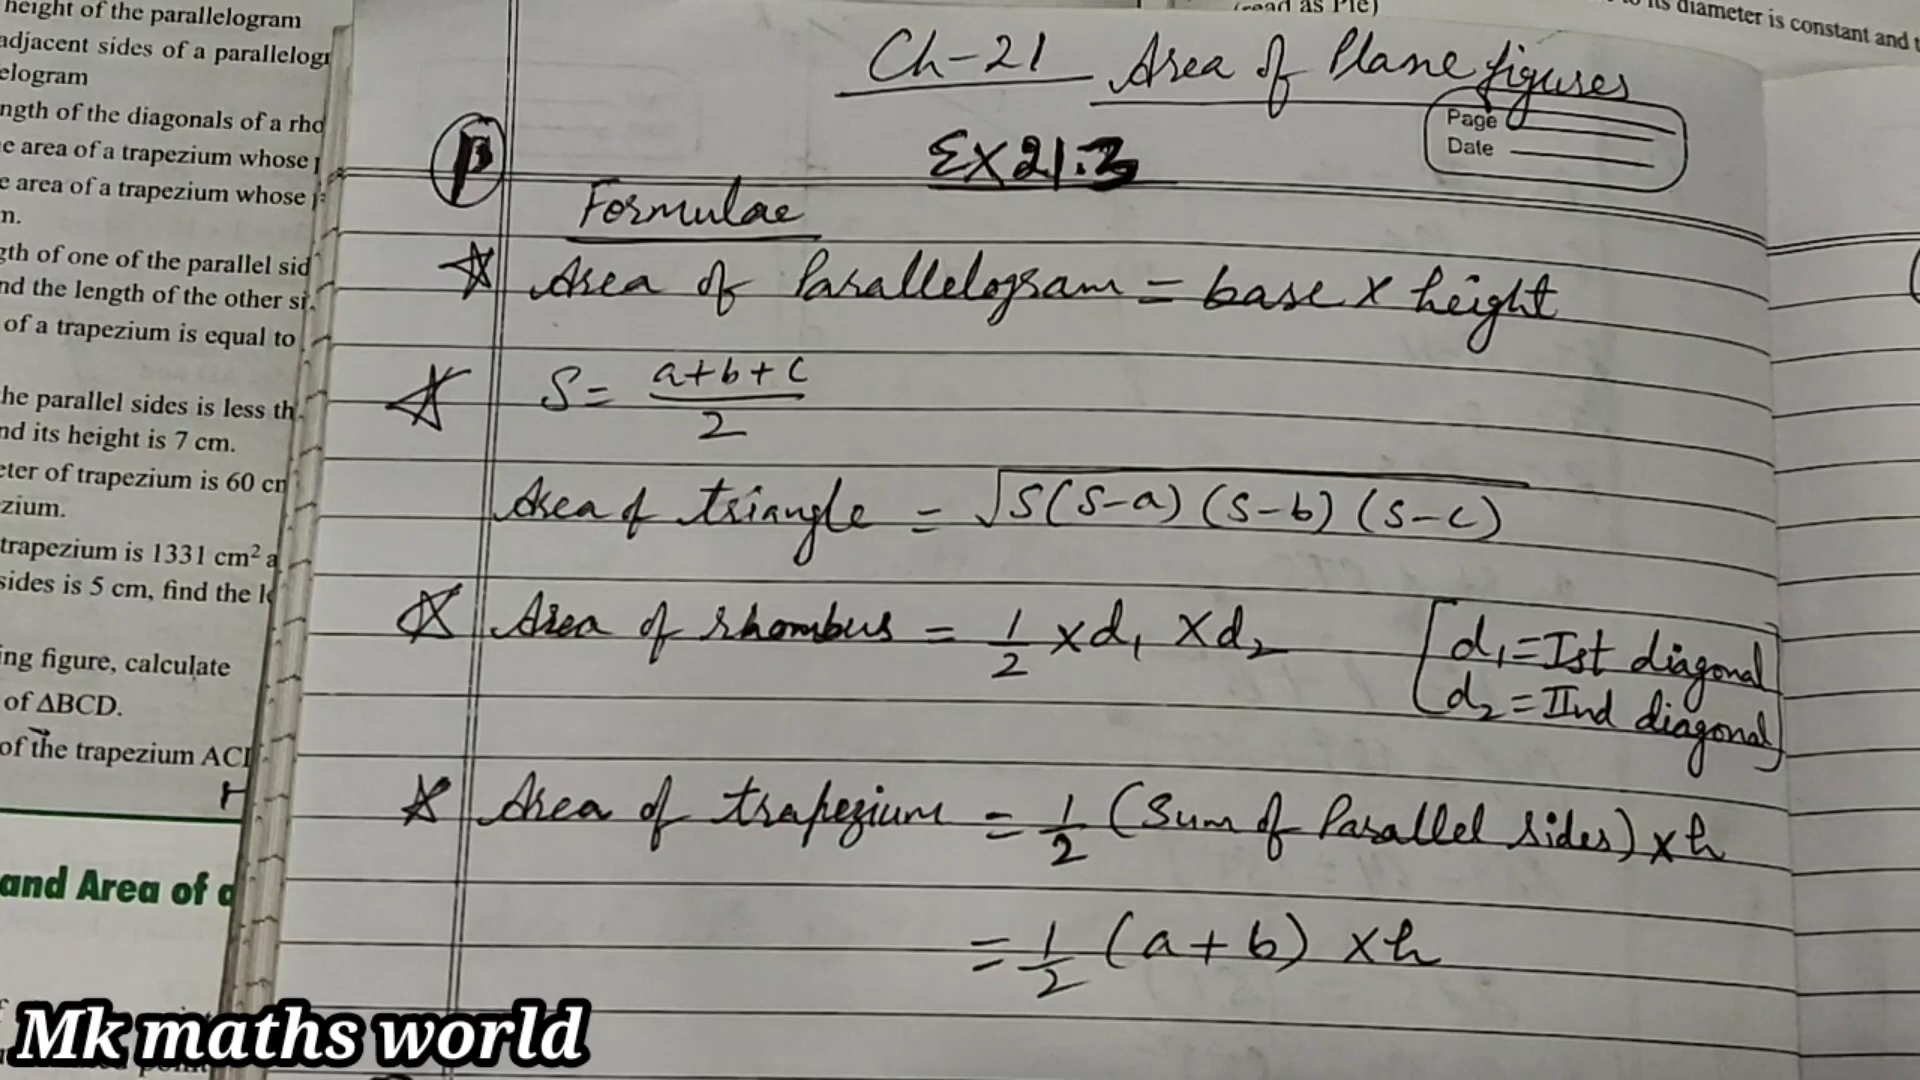 height of the parallelogram
adjacent sides of a parallelogr
elogram
ngth of the diagonals of a rho
e area of a trapezium whose
e area of a trapezium whose
m.
gth of one of the parallel sid
nd the length of the other si
of a trapezium is equal to
he parallel sides is less th
nd its height is 7 cm.
eter of trapezium is 60 cm
zium.
trapezium is 1331 cm² a
sides is 5 cm, find the le
ing figure, calculate
of ΔBCD.
of the trapezium ACD
and Area of a
(read as Pie)
its diameter is constant and t
Ch-21 Area of Plane figures
Page
Date
EX 21.3
Formulae
Area of Parallelogram = base × height
S = a+b+c/2
Area of triangle = √S(S-a) (S-b) (S-c)
Area of rhombus = 1/2 × d₁ × d₂ [d₁ = Ist diagonal
d₂ = IInd diagonal]
Area of trapezium = 1/2 (Sum of Parallel sides) × h
= 1/2 (a + b) × h
Mk maths world